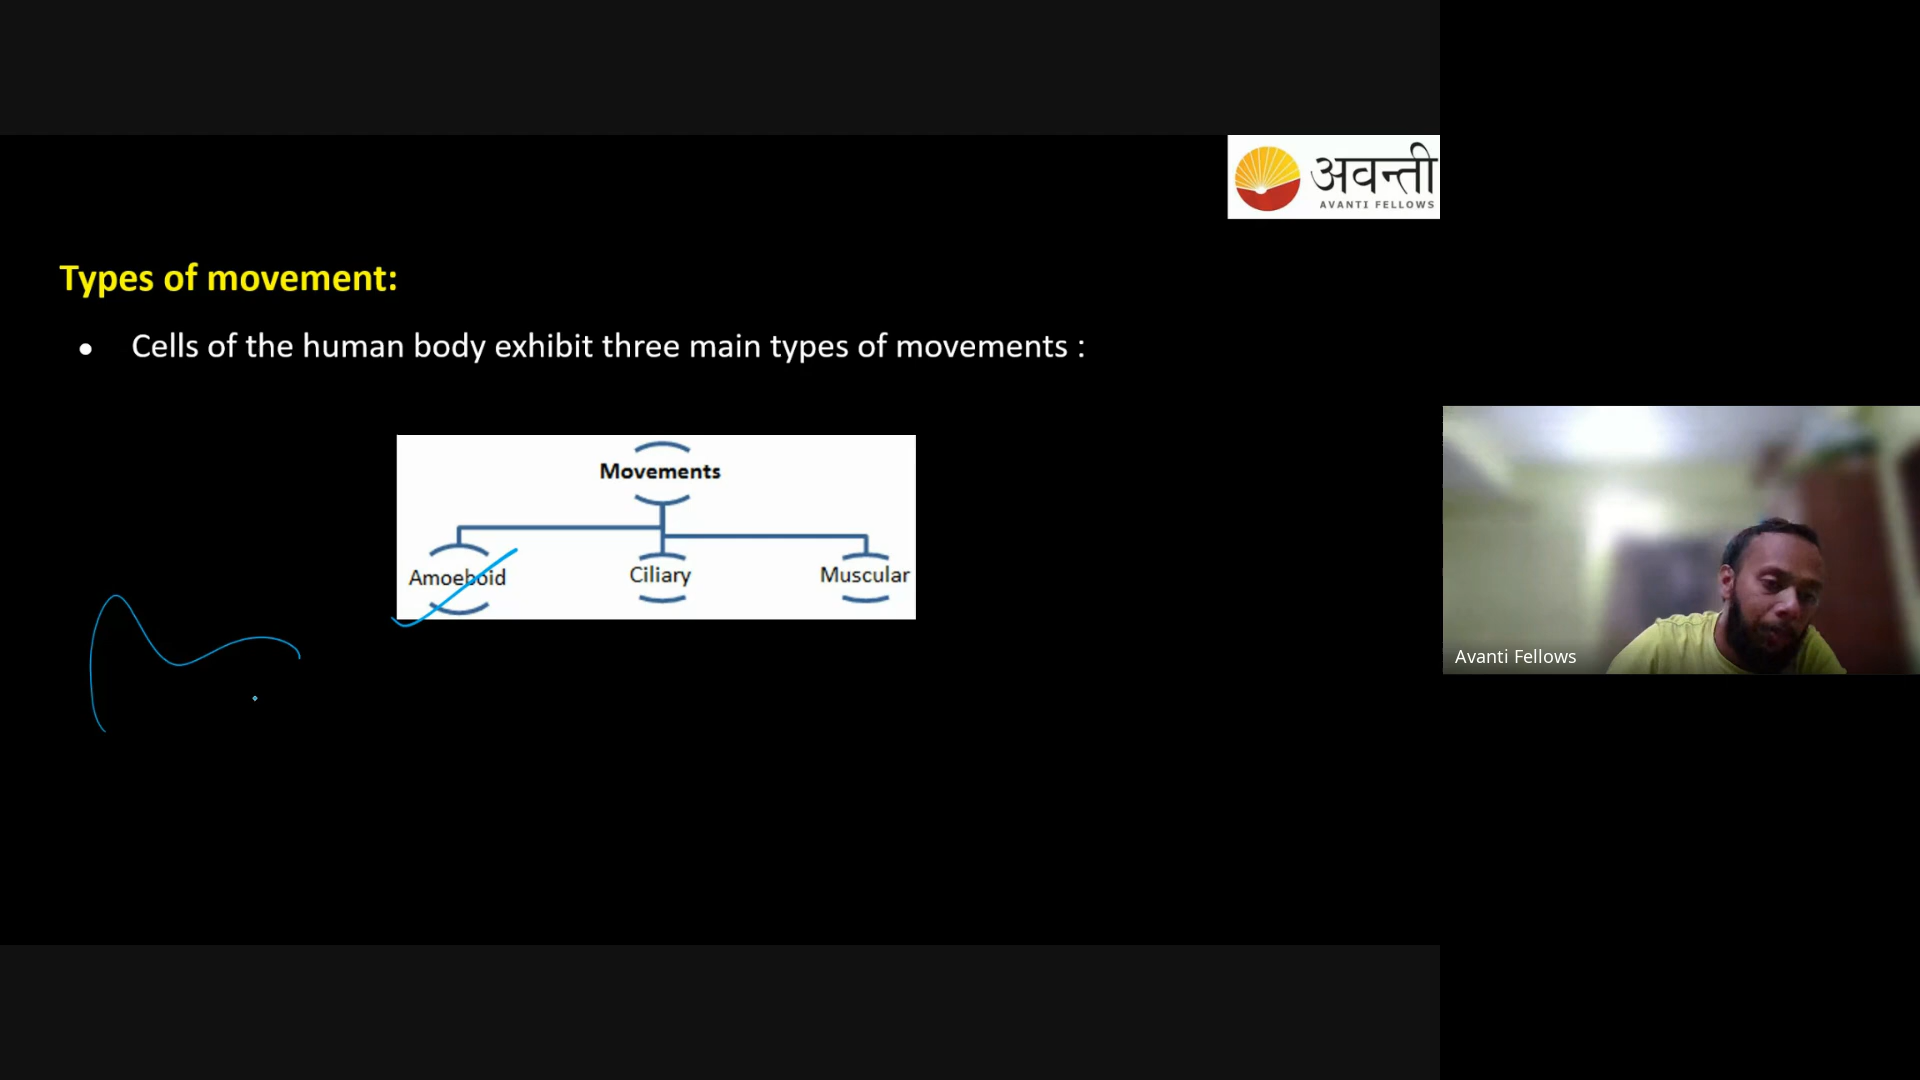 अवन्ती
AVANTI FELLOWS
Types of movement:
● Cells of the human body exhibit three main types of movements :
Movements
Amoeboid Ciliary Muscular
Avanti Fellows